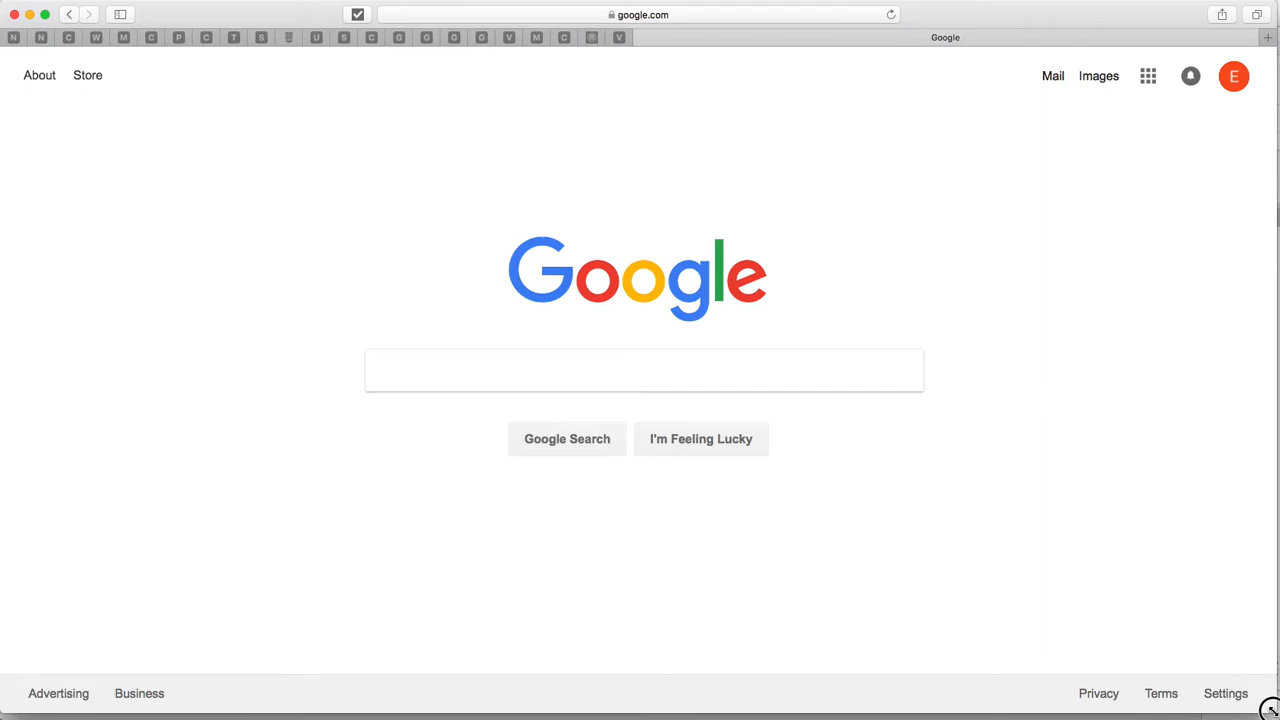 google.com
N N C W M C P C T S U S C G G G G V M C V Google
About Store Mail Images E
Google
Google Search I'm Feeling Lucky
Advertising Business Privacy Terms Settings